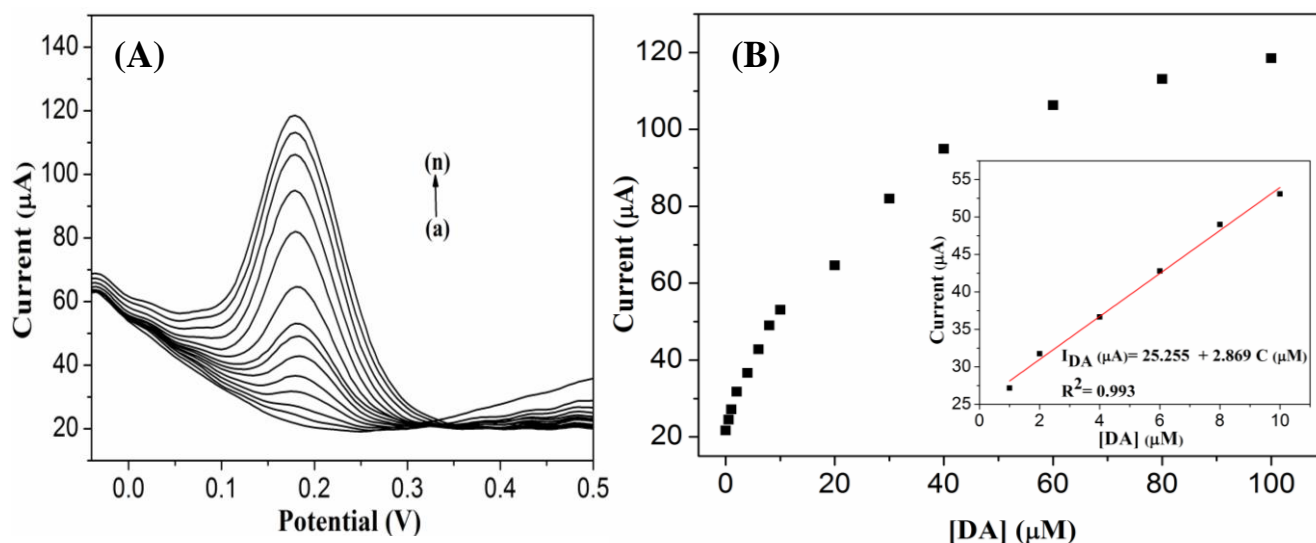 (A)
140
120
100
80
60
40
20
Current (µA)
0.0 0.1 0.2 0.3 0.4 0.5
Potential (V)
(n)
(a)
(B)
120
100
80
60
40
20
Current (µA)
0 20 40 60 80 100
[DA] (µM)
55
50
45
40
35
30
25
Current (µA)
0 2 4 6 8 10
[DA] (µM)
I_DA (µA)= 25.255 + 2.869 C (µM)
R²= 0.993